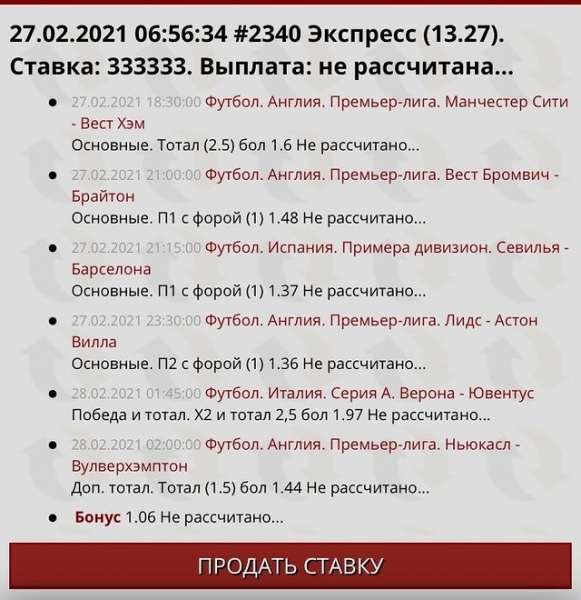 27.02.2021 06:56:34 #2340 Экспресс (13.27).
Ставка: 333333. Выплата: не рассчитана...
27.02.2021 18:30:00 Футбол. Англия. Премьер-лига. Манчестер Сити
- Вест Хэм
Основные. Тотал (2.5) бол 1.6 Не рассчитано...
27.02.2021 21:00:00 Футбол. Англия. Премьер-лига. Вест Бромвич -
Брайтон
Основные. П1 с форой (1) 1.48 Не рассчитано...
27.02.2021 21:15:00 Футбол. Испания. Примера дивизион. Севилья -
Барселона
Основные. П1 с форой (1) 1.37 Не рассчитано...
27.02.2021 23:30:00 Футбол. Англия. Премьер-лига. Лидс - Астон
Вилла
Основные. П2 с форой (1) 1.36 Не рассчитано...
28.02.2021 01:45:00 Футбол. Италия. Серия А. Верона - Ювентус
Победа и тотал. Х2 и тотал 2,5 бол 1.97 Не рассчитано...
28.02.2021 02:00:00 Футбол. Англия. Премьер-лига. Ньюкасл -
Вулверхэмптон
Доп. тотал. Тотал (1.5) бол 1.44 Не рассчитано...
Бонус 1.06 Не рассчитано...
ПРОДАТЬ СТАВКУ